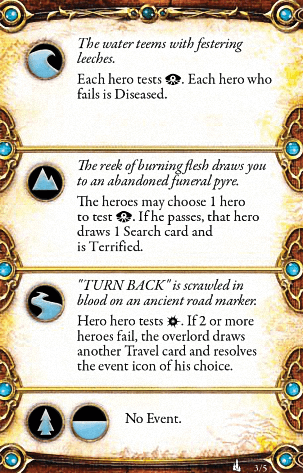 The water teems with festering
leeches.
Each hero tests . Each hero who
fails is Diseased.
The reek of burning flesh draws you
to an abandoned funeral pyre.
The heroes may choose 1 hero
to test . If he passes, that hero
draws 1 Search card and
is Terrified.
"TURN BACK" is scrawled in
blood on an ancient road marker.
Hero hero tests . If 2 or more
heroes fail, the overlord draws
another Travel card and resolves
the event icon of his choice.
No Event.
3/5